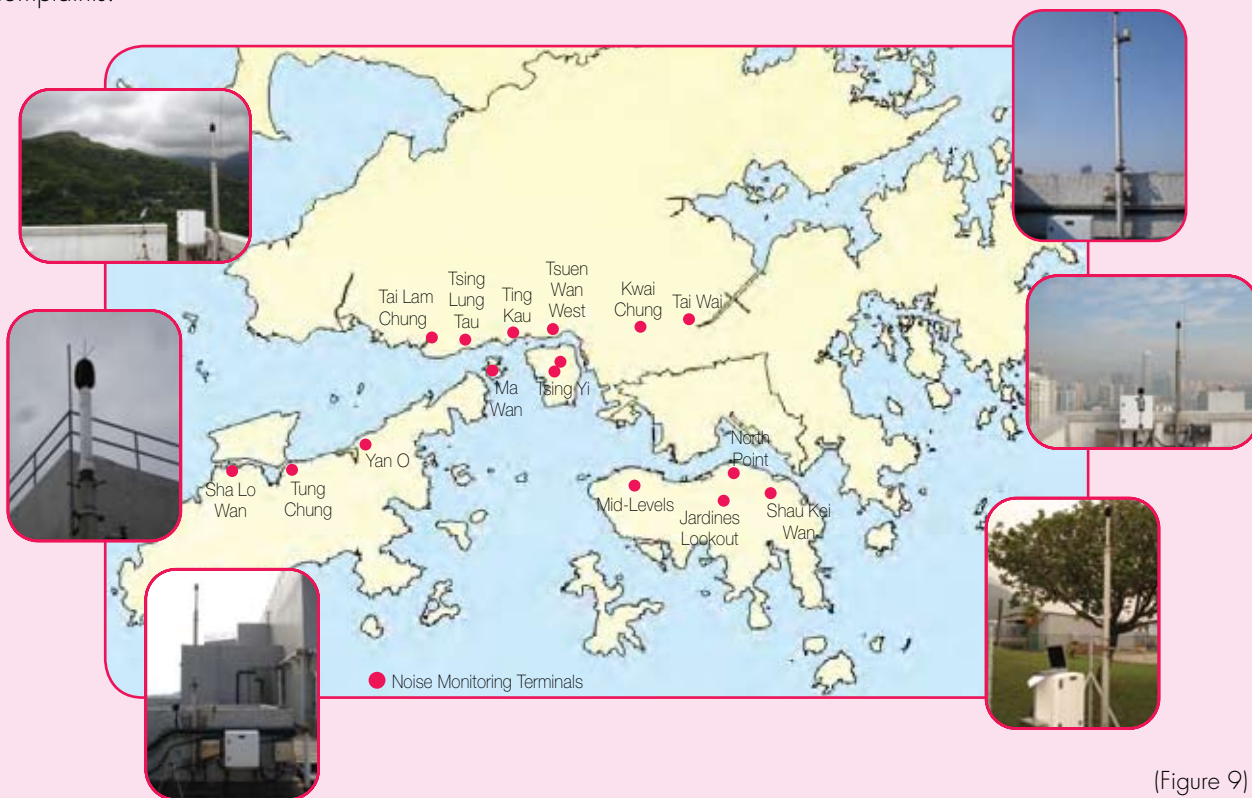 Tai Lam
Chung
Tsing
Lung
Tau
Ting
Kau
Tsuen
Wan
West
Kwai
Chung
Tai Wai
Ma
Wan
Tsing Yi
Yan O
Sha Lo
Wan
Tung
Chung
North
Point
Mid-Levels
Jardines
Lookout
Shau Kei
Wan
Noise Monitoring Terminals
(Figure 9)